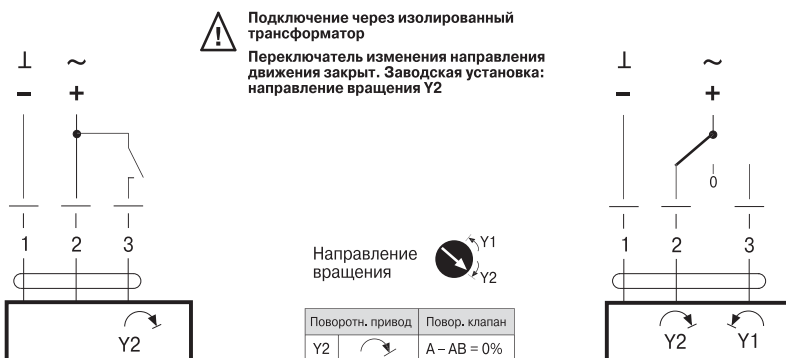 Подключение через изолированный
трансформатор
Переключатель изменения направления
движения закрыт. Заводская установка:
направление вращения Y2
⊥ ~
– +
1 2 3
Y2
Направление
вращения
Y1
Y2
Поворотн. привод Повор. клапан
Y2 A – AB = 0%
⊥ ~
– +
0
1 2 3
Y2 Y1